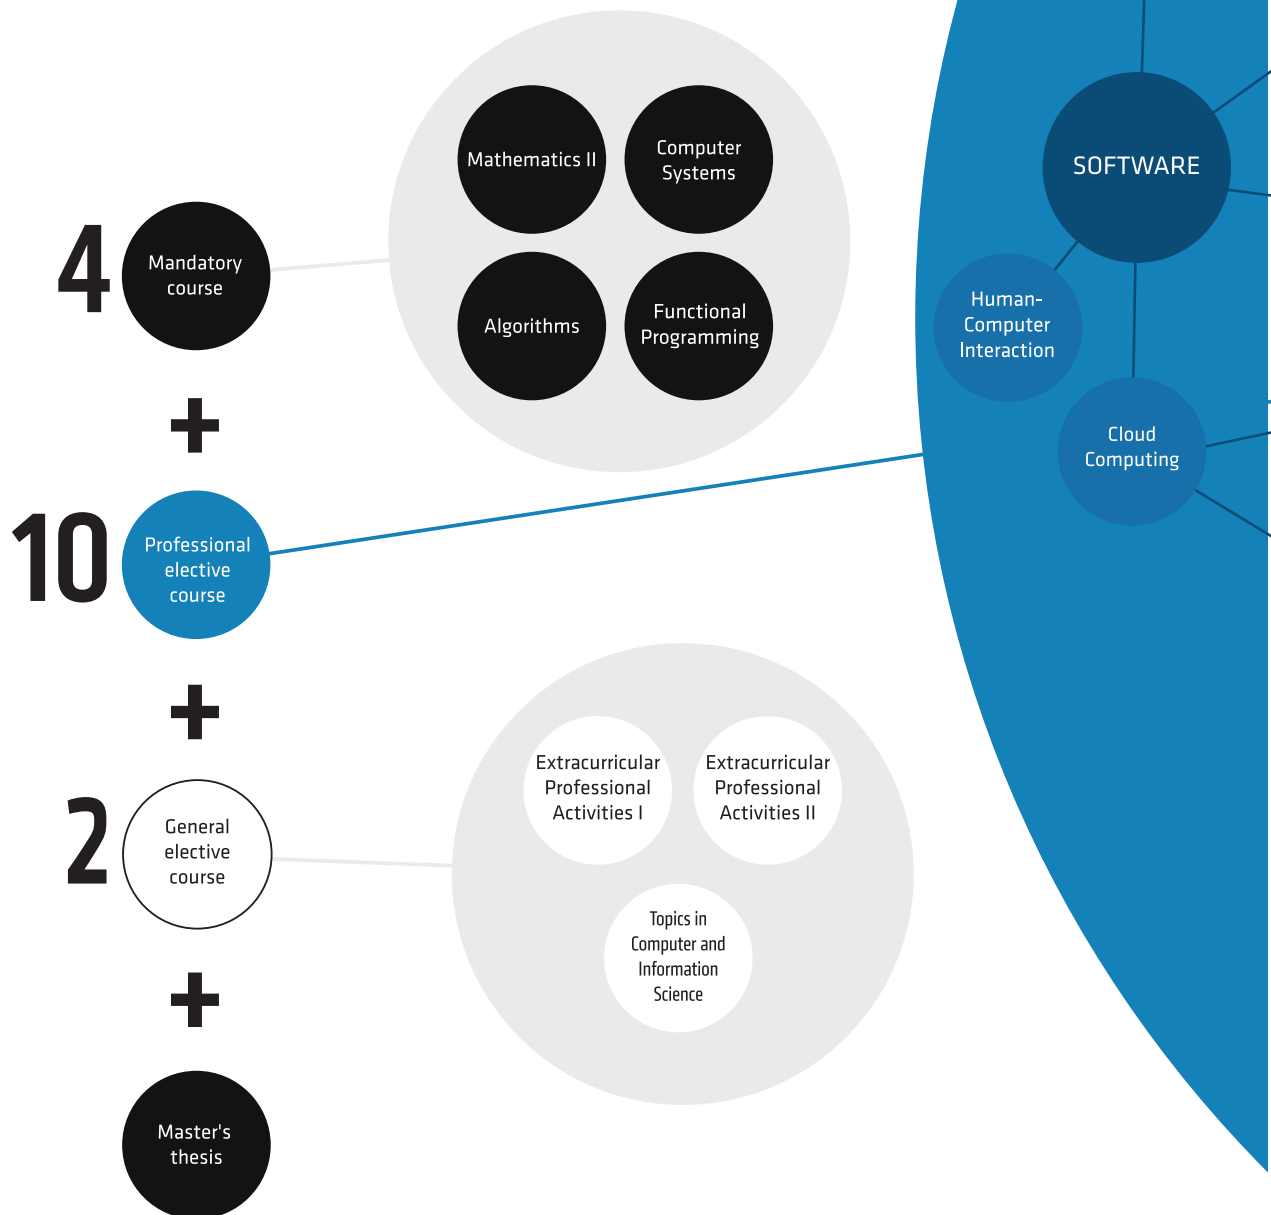 4
Mandatory
course
Mathematics II
Computer
Systems
Algorithms
Functional
Programming
+
10
Professional
elective
course
SOFTWARE
Human-
Computer
Interaction
Cloud
Computing
+
2
General
elective
course
Extracurricular
Professional
Activities I
Extracurricular
Professional
Activities II
Topics in
Computer and
Information
Science
+
Master's
thesis